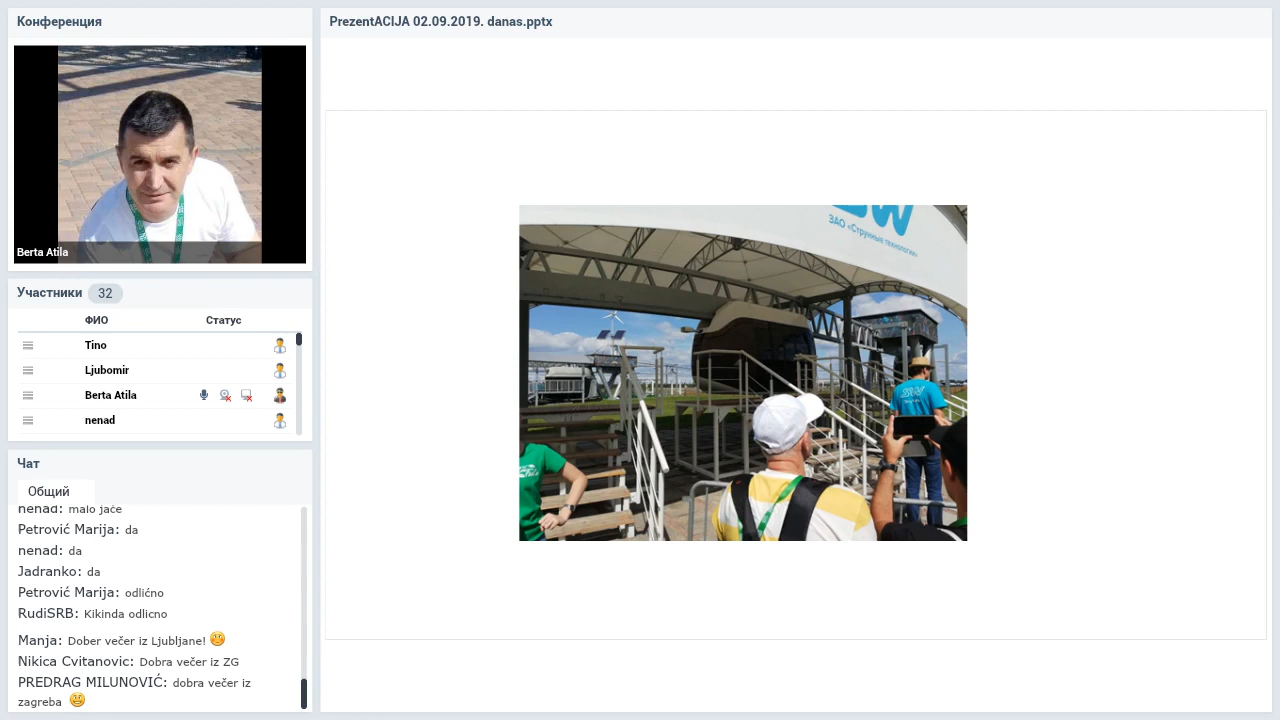 Конференция
Berta Atila
Участники 32
ФИО Статус
Tino
Ljubomir
Berta Atila
nenad
Чат
Общий
nenad: malo jače
Petrović Marija: da
nenad: da
Jadranko: da
Petrović Marija: odlićno
RudiSRB: Kikinda odlicno
Manja: Dober večer iz Ljubljane!
Nikica Cvitanovic: Dobra večer iz ZG
PREDRAG MILUNOVIĆ: dobra večer iz
zagreba
PrezentACIJA 02.09.2019. danas.pptx
ЗАО «Струнные технологии»